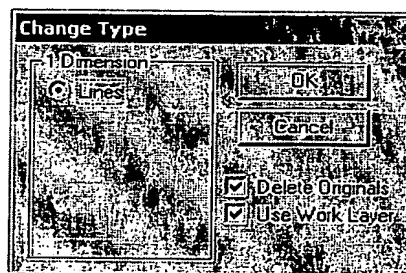 Change Type
1 Dimension
Lines
OK
Cancel
Delete Originals
Use Work Layer